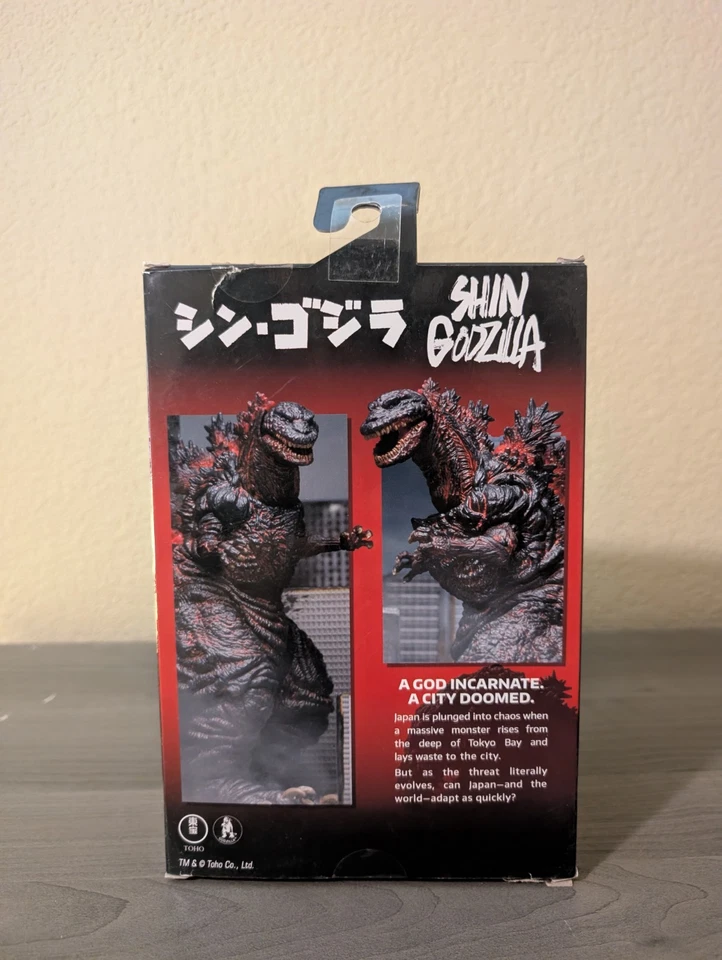 シン・ゴジラ
SHIN
GODZILLA
A GOD INCARNATE.
A CITY DOOMED.
Japan is plunged into chaos when
a massive monster rises from
the deep of Tokyo Bay and
lays waste to the city.
But as the threat literally
evolves, can Japan—and the
world—adapt as quickly?
東宝
TOHO
TM & © Toho Co., Ltd.